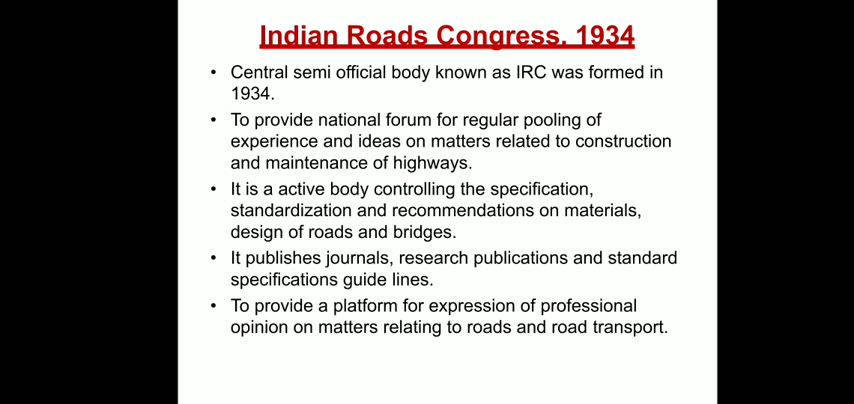 Indian Roads Congress, 1934
• Central semi official body known as IRC was formed in
1934.
• To provide national forum for regular pooling of
experience and ideas on matters related to construction
and maintenance of highways.
• It is a active body controlling the specification,
standardization and recommendations on materials,
design of roads and bridges.
• It publishes journals, research publications and standard
specifications guide lines.
• To provide a platform for expression of professional
opinion on matters relating to roads and road transport.